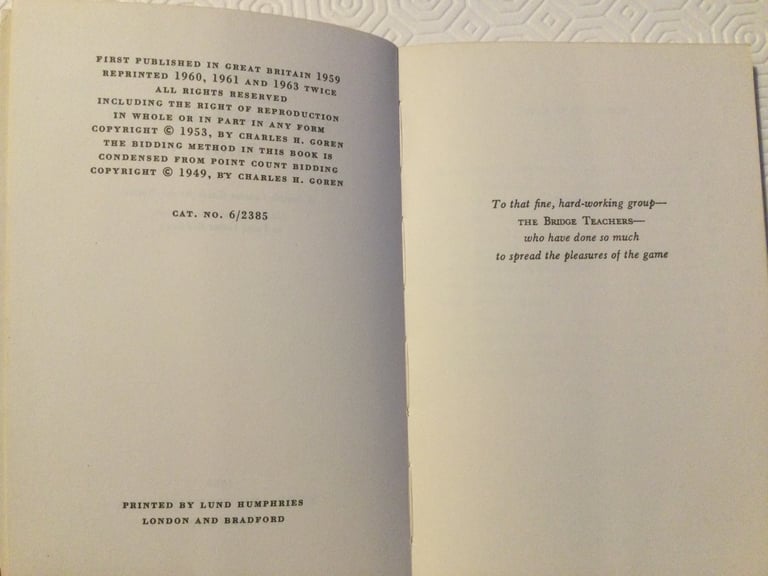 FIRST PUBLISHED IN GREAT BRITAIN 1959
REPRINTED 1960, 1961 AND 1963 TWICE
ALL RIGHTS RESERVED
INCLUDING THE RIGHT OF REPRODUCTION
IN WHOLE OR IN PART IN ANY FORM
COPYRIGHT © 1953, BY CHARLES H. GOREN
THE BIDDING METHOD IN THIS BOOK IS
CONDENSED FROM POINT COUNT BIDDING
COPYRIGHT © 1949, BY CHARLES H. GOREN
CAT. NO. 6/2385
PRINTED BY LUND HUMPHRIES
LONDON AND BRADFORD
To that fine, hard-working group—
THE BRIDGE TEACHERS—
who have done so much
to spread the pleasures of the game